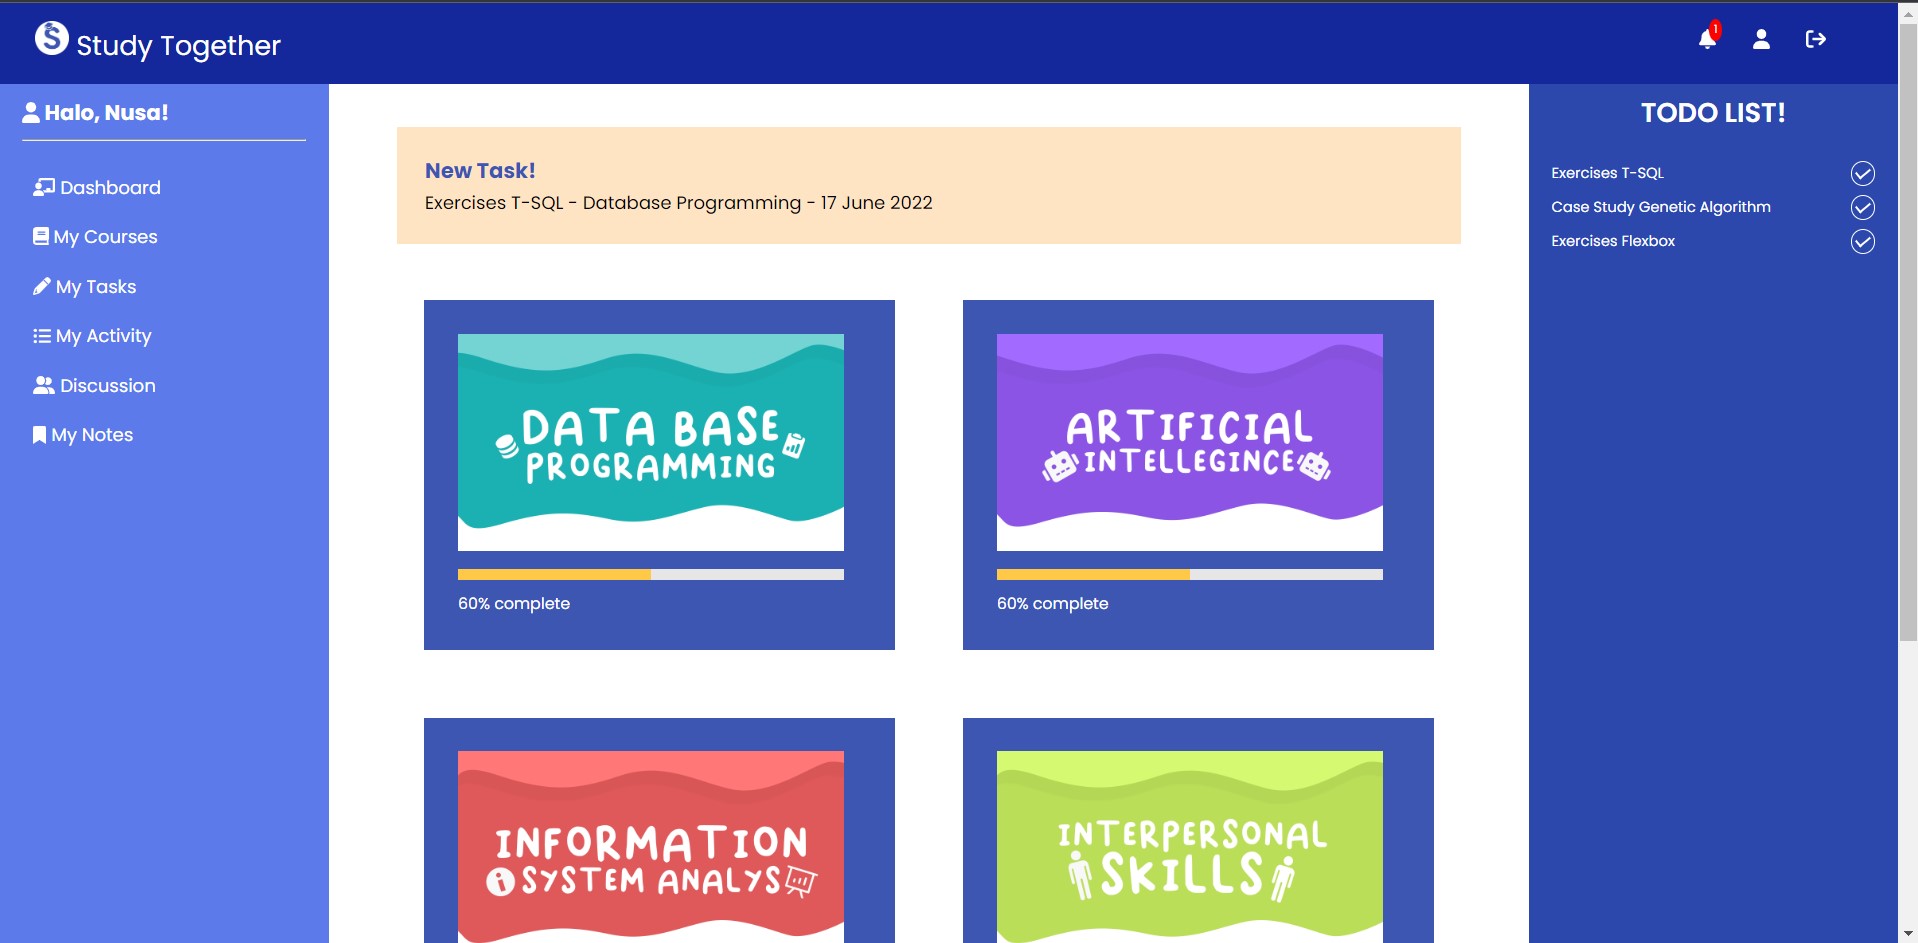 Study Together
1
Halo, Nusa!
Dashboard
My Courses
My Tasks
My Activity
Discussion
My Notes
New Task!
Exercises T-SQL - Database Programming - 17 June 2022
DATA BASE
PROGRAMMING
60% complete
ARTIFICIAL
INTELLEGINCE
60% complete
INFORMATION
SYSTEM ANALYS
INTERPERSONAL
SKILLS
TODO LIST!
Exercises T-SQL
Case Study Genetic Algorithm
Exercises Flexbox